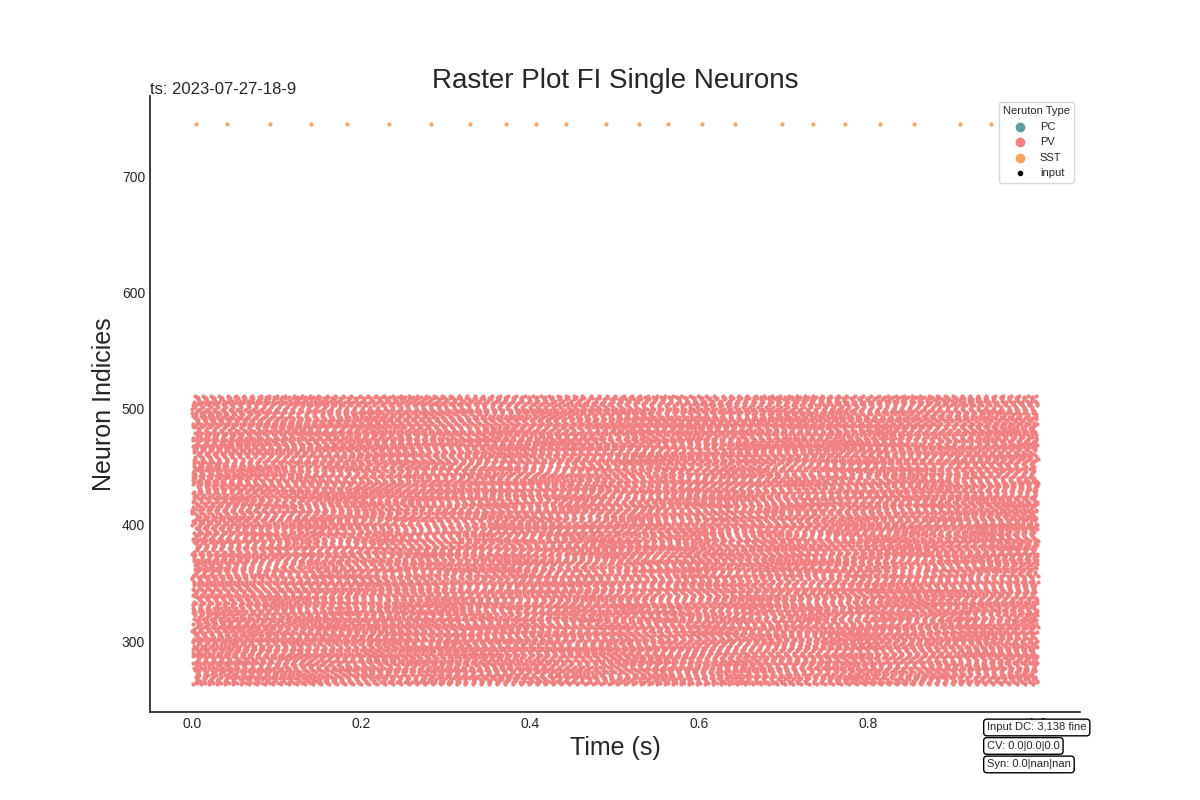 Raster Plot FI Single Neurons
ts: 2023-07-27-18-9
Neruton Type
PC
PV
SST
input
700
600
500
400
300
Neuron Indicies
0.0 0.2 0.4 0.6 0.8
Time (s)
Input DC: 3,138 fine
CV: 0.0|0.0|0.0
Syn: 0.0|nan|nan